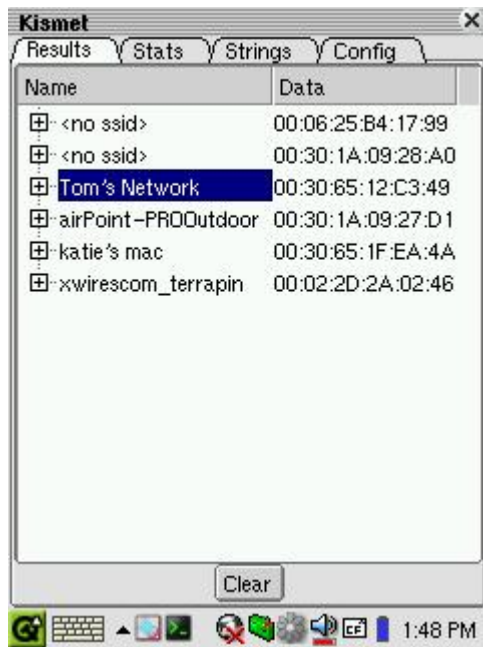 Kismet
Results Stats Strings Config
Name Data
<no ssid> 00:06:25:B4:17:99
<no ssid> 00:30:1A:09:28:A0
Tom's Network 00:30:65:12:C3:49
airPoint-PROOutdoor 00:30:1A:09:27:D1
katie's mac 00:30:65:1F:EA:4A
xwirescom_terrapin 00:02:2D:2A:02:46
Clear
CF 1:48 PM